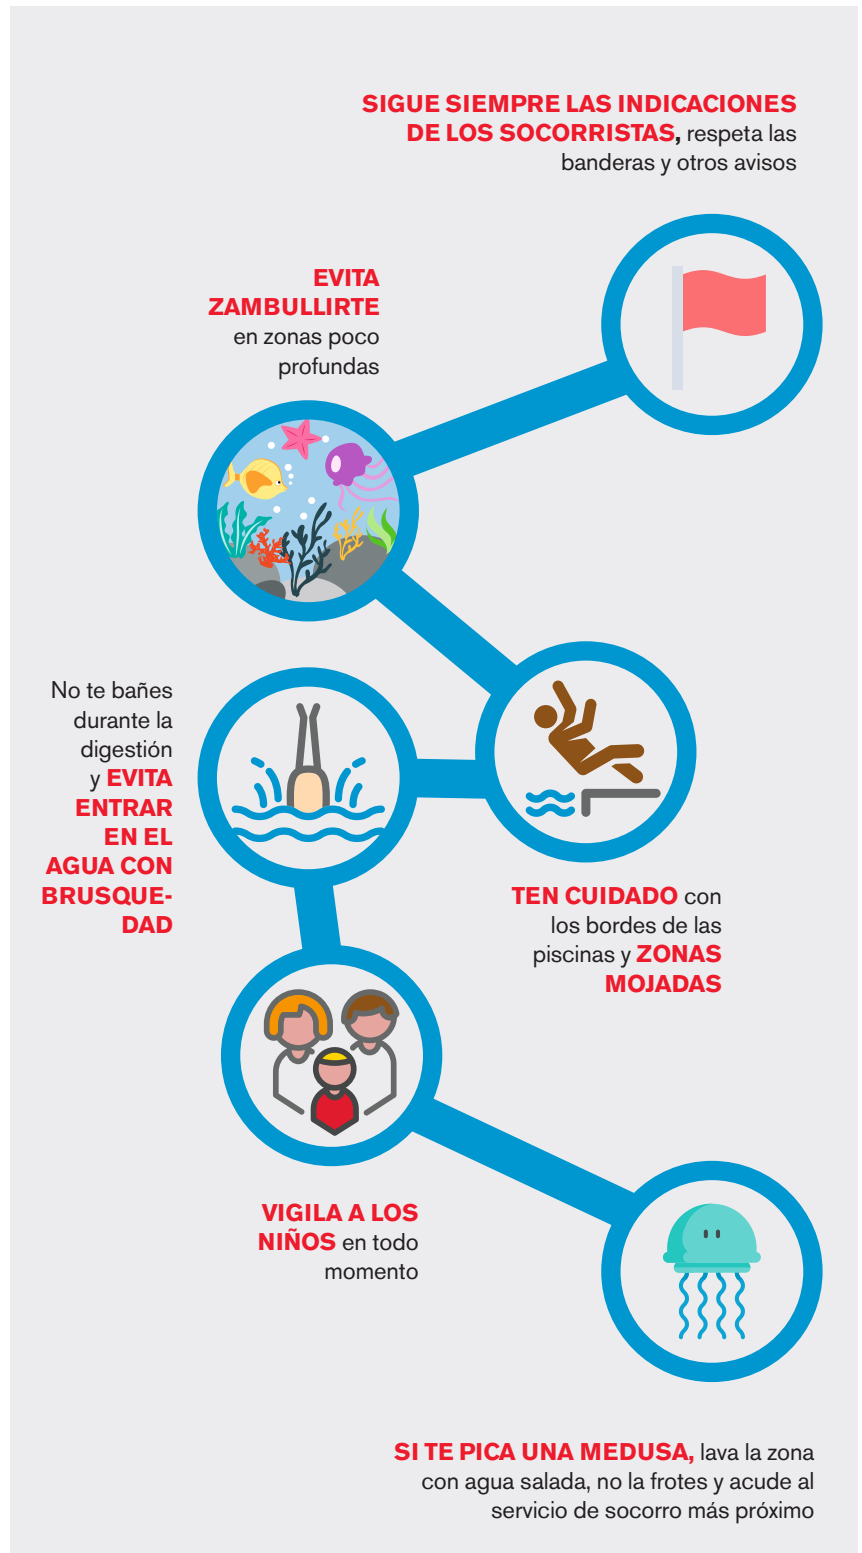 SIGUE SIEMPRE LAS INDICACIONES
DE LOS SOCORRISTAS, respeta las
banderas y otros avisos
EVITA
ZAMBULLIRTE
en zonas poco
profundas
No te bañes
durante la
digestión
y EVITA
ENTRAR
EN EL
AGUA CON
BRUSQUE-
DAD
TEN CUIDADO con
los bordes de las
piscinas y ZONAS
MOJADAS
VIGILA A LOS
NIÑOS en todo
momento
SI TE PICA UNA MEDUSA, lava la zona
con agua salada, no la frotes y acude al
servicio de socorro más próximo